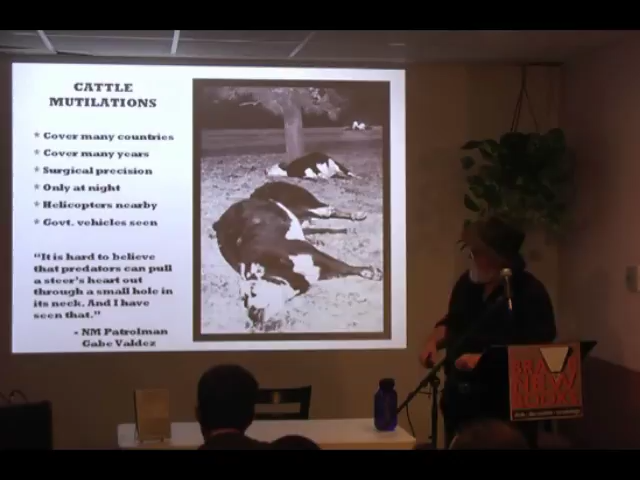 CATTLE
MUTILATIONS
* Cover many countries
* Cover many years
* Surgical precision
* Only at night
* Helicopters nearby
* Govt. vehicles seen
"It is hard to believe
that predators can pull
a steer's heart out
through a small hole in
its neck. And I have
seen that."
- NM Patrolman
Gabe Valdez
NEW